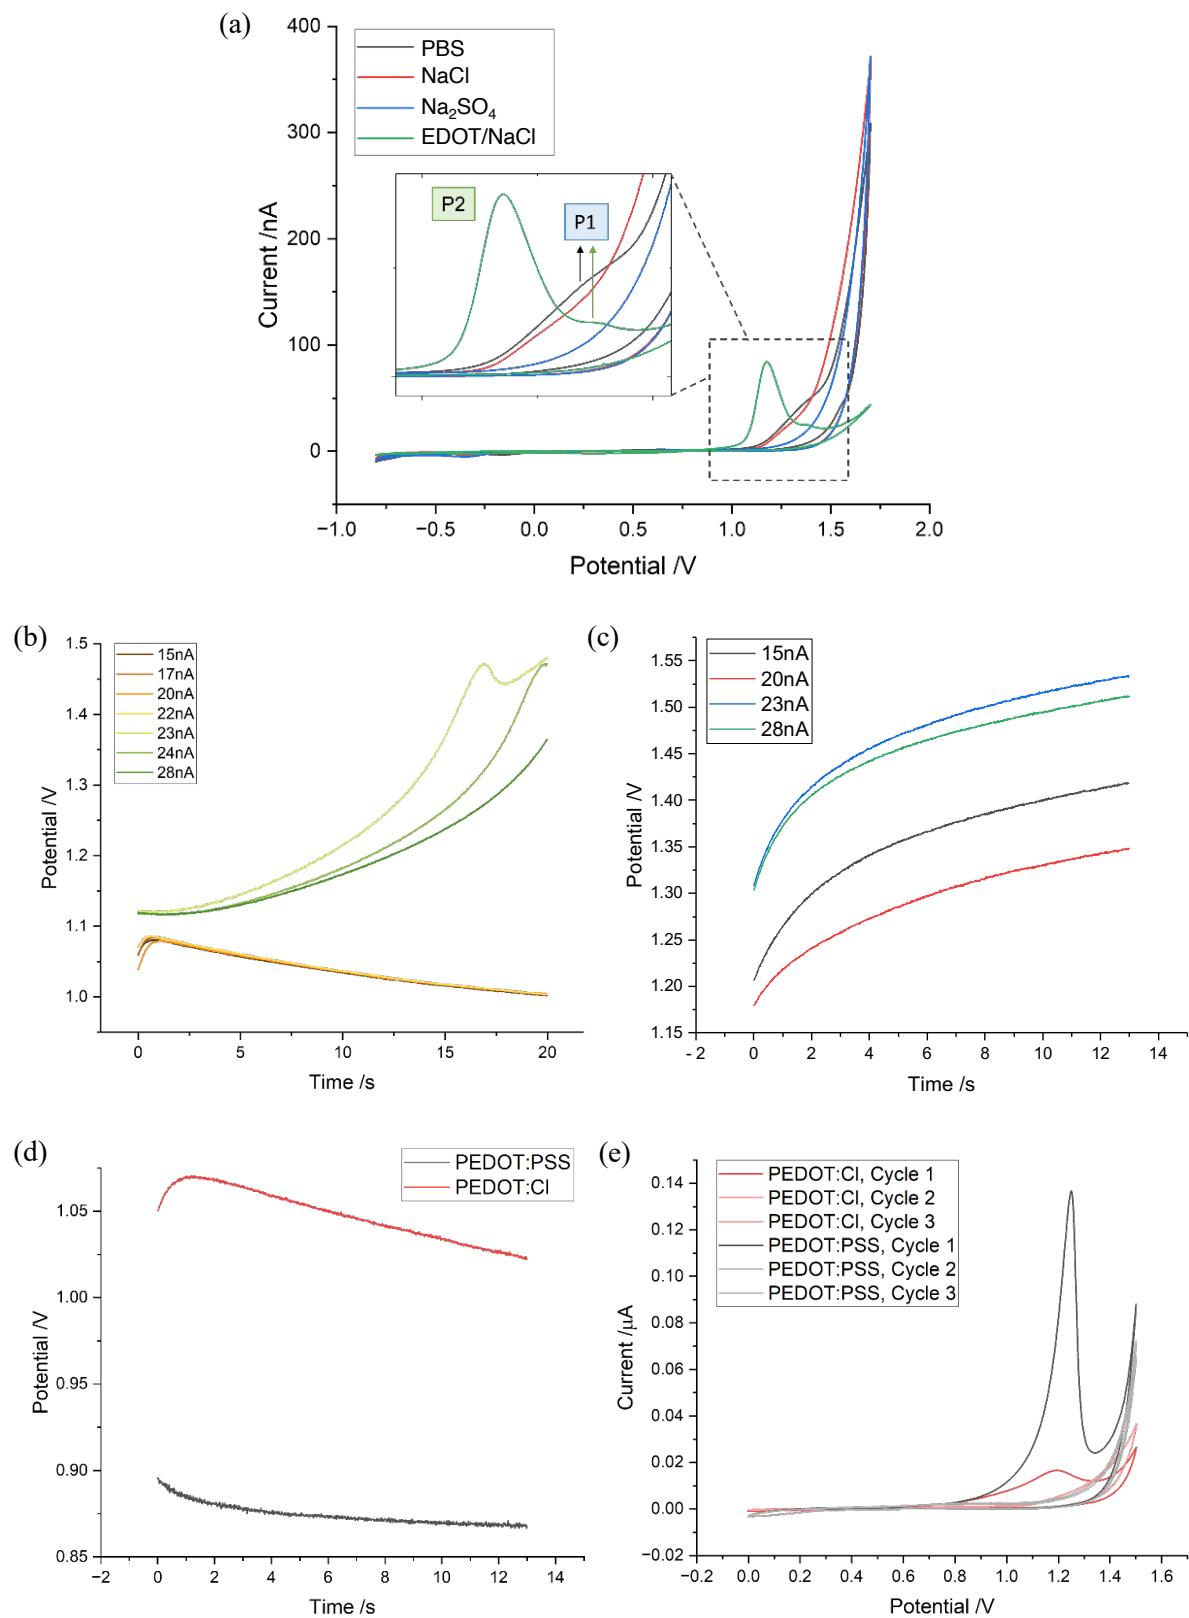 (a)
400
300
200
100
0
Current /nA
PBS
NaCl
Na₂SO₄
EDOT/NaCl
P2
P1
−1.0 −0.5 0.0 0.5 1.0 1.5 2.0
Potential /V
(b)
1.5
1.4
1.3
1.2
1.1
1.0
Potential /V
15nA
17nA
20nA
22nA
23nA
24nA
28nA
0 5 10 15 20
Time /s
(c)
1.55
1.50
1.45
1.40
1.35
1.30
1.25
1.20
1.15
Potential /V
15nA
20nA
23nA
28nA
-2 0 2 4 6 8 10 12 14
Time /s
(d)
1.05
1.00
0.95
0.90
0.85
Potential /V
PEDOT:PSS
PEDOT:Cl
−2 0 2 4 6 8 10 12 14
Time /s
(e)
0.14
0.12
0.10
0.08
0.06
0.04
0.02
0.00
−0.02
Current /μA
PEDOT:Cl, Cycle 1
PEDOT:Cl, Cycle 2
PEDOT:Cl, Cycle 3
PEDOT:PSS, Cycle 1
PEDOT:PSS, Cycle 2
PEDOT:PSS, Cycle 3
−0.2 0.0 0.2 0.4 0.6 0.8 1.0 1.2 1.4 1.6
Potential /V